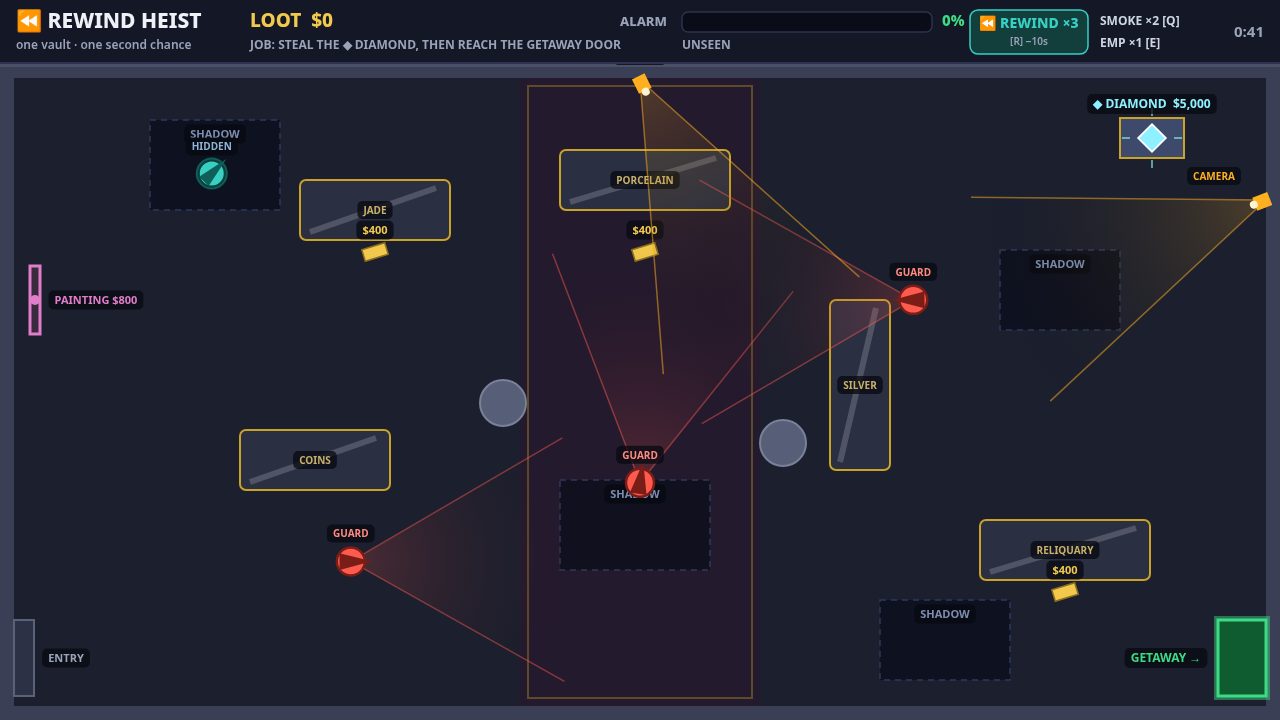 ⏪ REWIND HEIST
one vault · one second chance
LOOT $0
JOB: STEAL THE ◆ DIAMOND, THEN REACH THE GETAWAY DOOR
ALARM
0%
UNSEEN
⏪ REWIND ×3
[R] −10s
SMOKE ×2 [Q]
EMP ×1 [E]
0:41
◆ DIAMOND $5,000
SHADOW
HIDDEN
CAMERA
PORCELAIN
$400
JADE
$400
SHADOW
GUARD
PAINTING $800
SILVER
GUARD
COINS
SHADOW
GUARD
RELIQUARY
$400
SHADOW
ENTRY
GETAWAY →